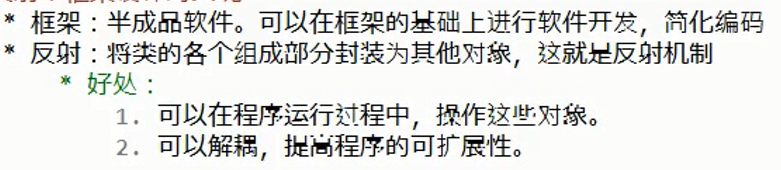 * 框架：半成品软件。可以在框架的基础上进行软件开发，简化编码
* 反射：将类的各个组成部分封装为其他对象，这就是反射机制
* 好处：
1. 可以在程序运行过程中，操作这些对象。
2. 可以解耦，提高程序的可扩展性。